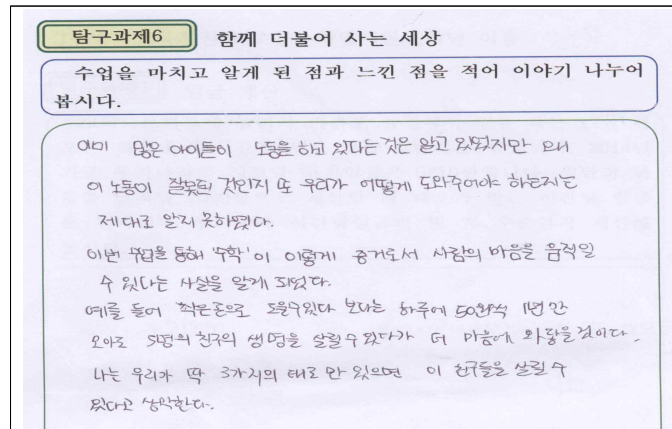 탐구과제6 함께 더불어 사는 세상
수업을 마치고 알게 된 점과 느낀 점을 적어 이야기 나누어
봅시다.
이미 많은 아이들이 노동을 하고 있다는 것은 알고 있었지만 왜
이 노동이 잘못된 것인지 또 우리가 어떻게 도와주어야 하는지는
제대로 알지 못하였다.
이번 수업을 통해 '수학'이 이렇게 증거로서 사람의 마음을 움직일
수 있다는 사실을 알게 되었다.
예를 들어 적은돈으로 도울수있다 보다는 하루에 50원씩 1년 간
모아도 5명의 친구의 생명을 살릴 수 있다가 더 마음에 와닿을것이다.
나는 우리가 딱 3가지의 태도만 있으면 이 친구들을 살릴 수
있다고 생각한다.